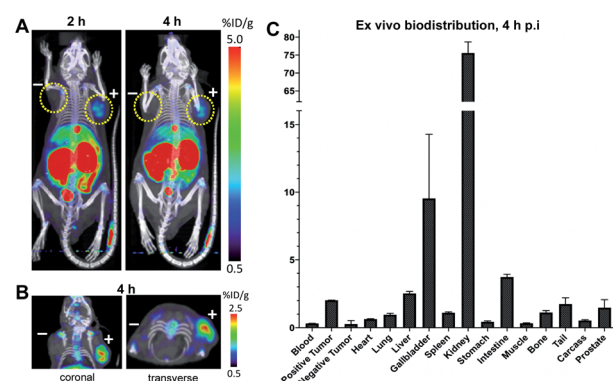 A
2 h
4 h
%ID/g
5.0
0.5
–
+
–
+
B
4 h
%ID/g
2.5
0.5
–
+
–
+
coronal
transverse
C
Ex vivo biodistribution, 4 h p.i
80
75
70
65
15
10
5
0
Blood
Positive Tumor
Negative Tumor
Heart
Lung
Liver
Gallbladder
Spleen
Kidney
Stomach
Intestine
Muscle
Bone
Tail
Carcass
Prostate